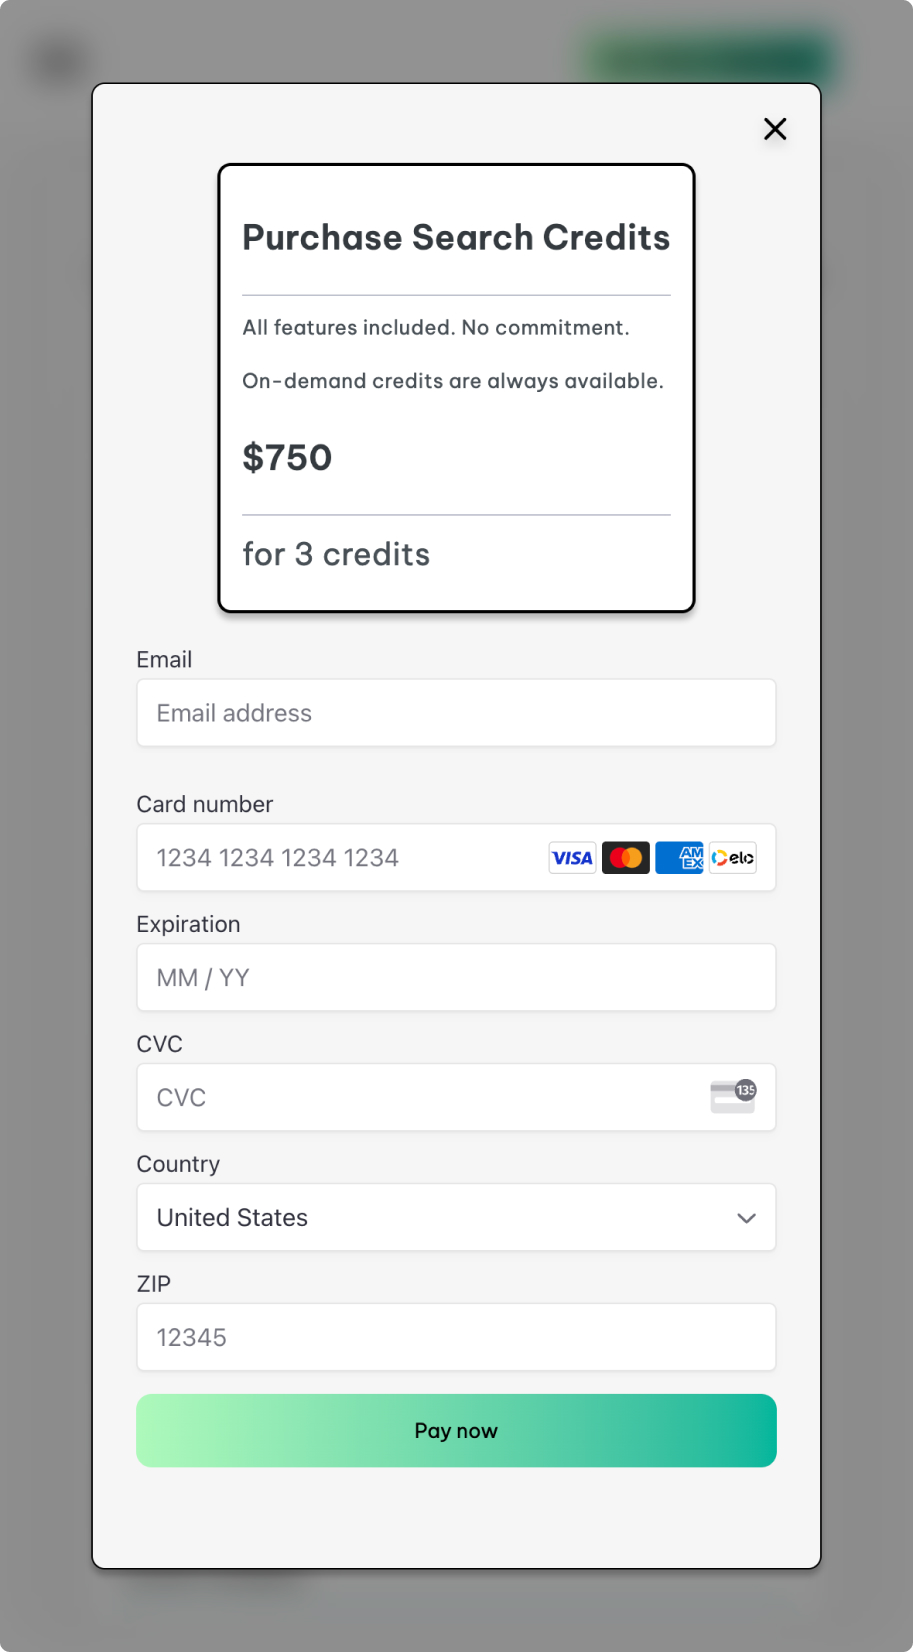 Purchase Search Credits
All features included. No commitment.
On-demand credits are always available.
$750
for 3 credits
Email
Email address
Card number
1234 1234 1234 1234 VISA AMEX elo
Expiration
MM / YY
CVC
CVC 135
Country
United States
ZIP
12345
Pay now